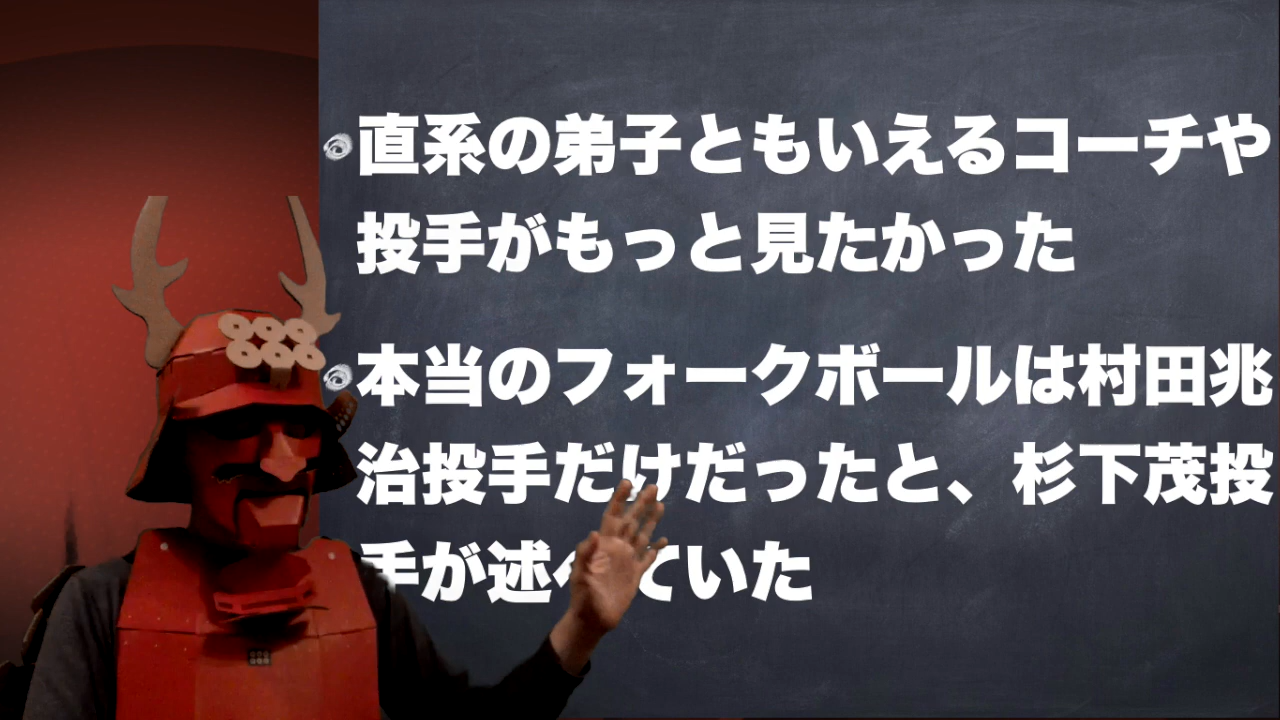 直系の弟子ともいえるコーチや
投手がもっと見たかった
本当のフォークボールは村田兆
治投手だけだったと、杉下茂投
手が述べていた